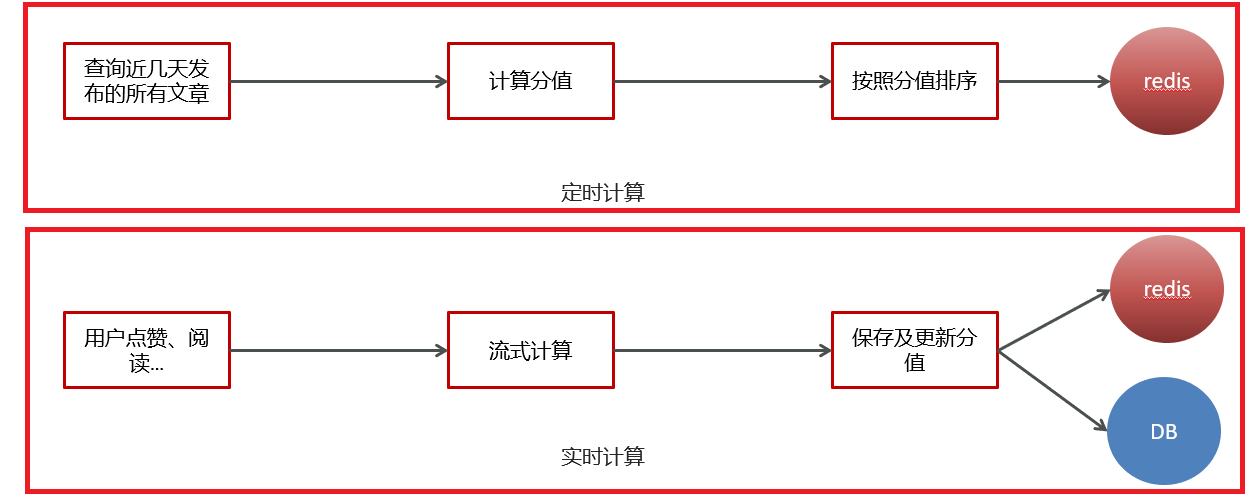 查询近几天发
布的所有文章
计算分值
按照分值排序
redis
定时计算
用户点赞、阅
读...
流式计算
保存及更新分
值
redis
DB
实时计算